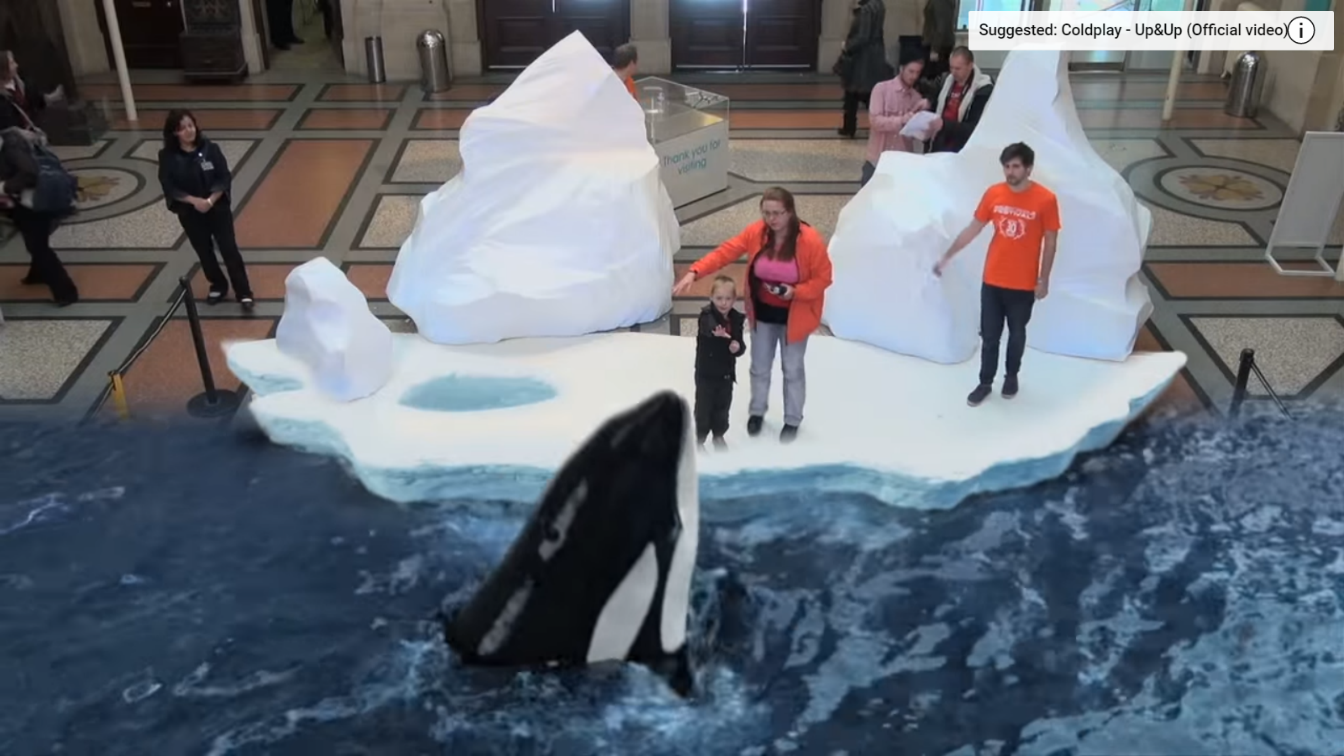 Suggested: Coldplay - Up&Up (Official video)
Thank you for
visiting